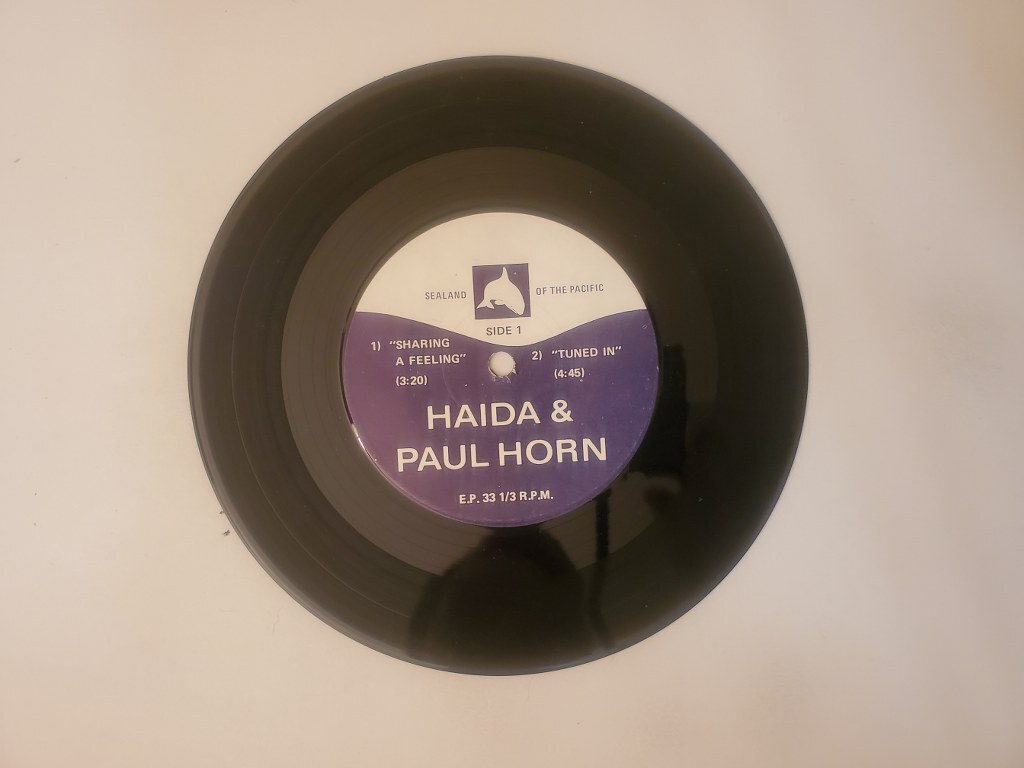 SEALAND OF THE PACIFIC
SIDE 1
1) "SHARING
A FEELING"
(3:20)
2) "TUNED IN"
(4:45)
HAIDA &
PAUL HORN
E.P. 33 1/3 R.P.M.